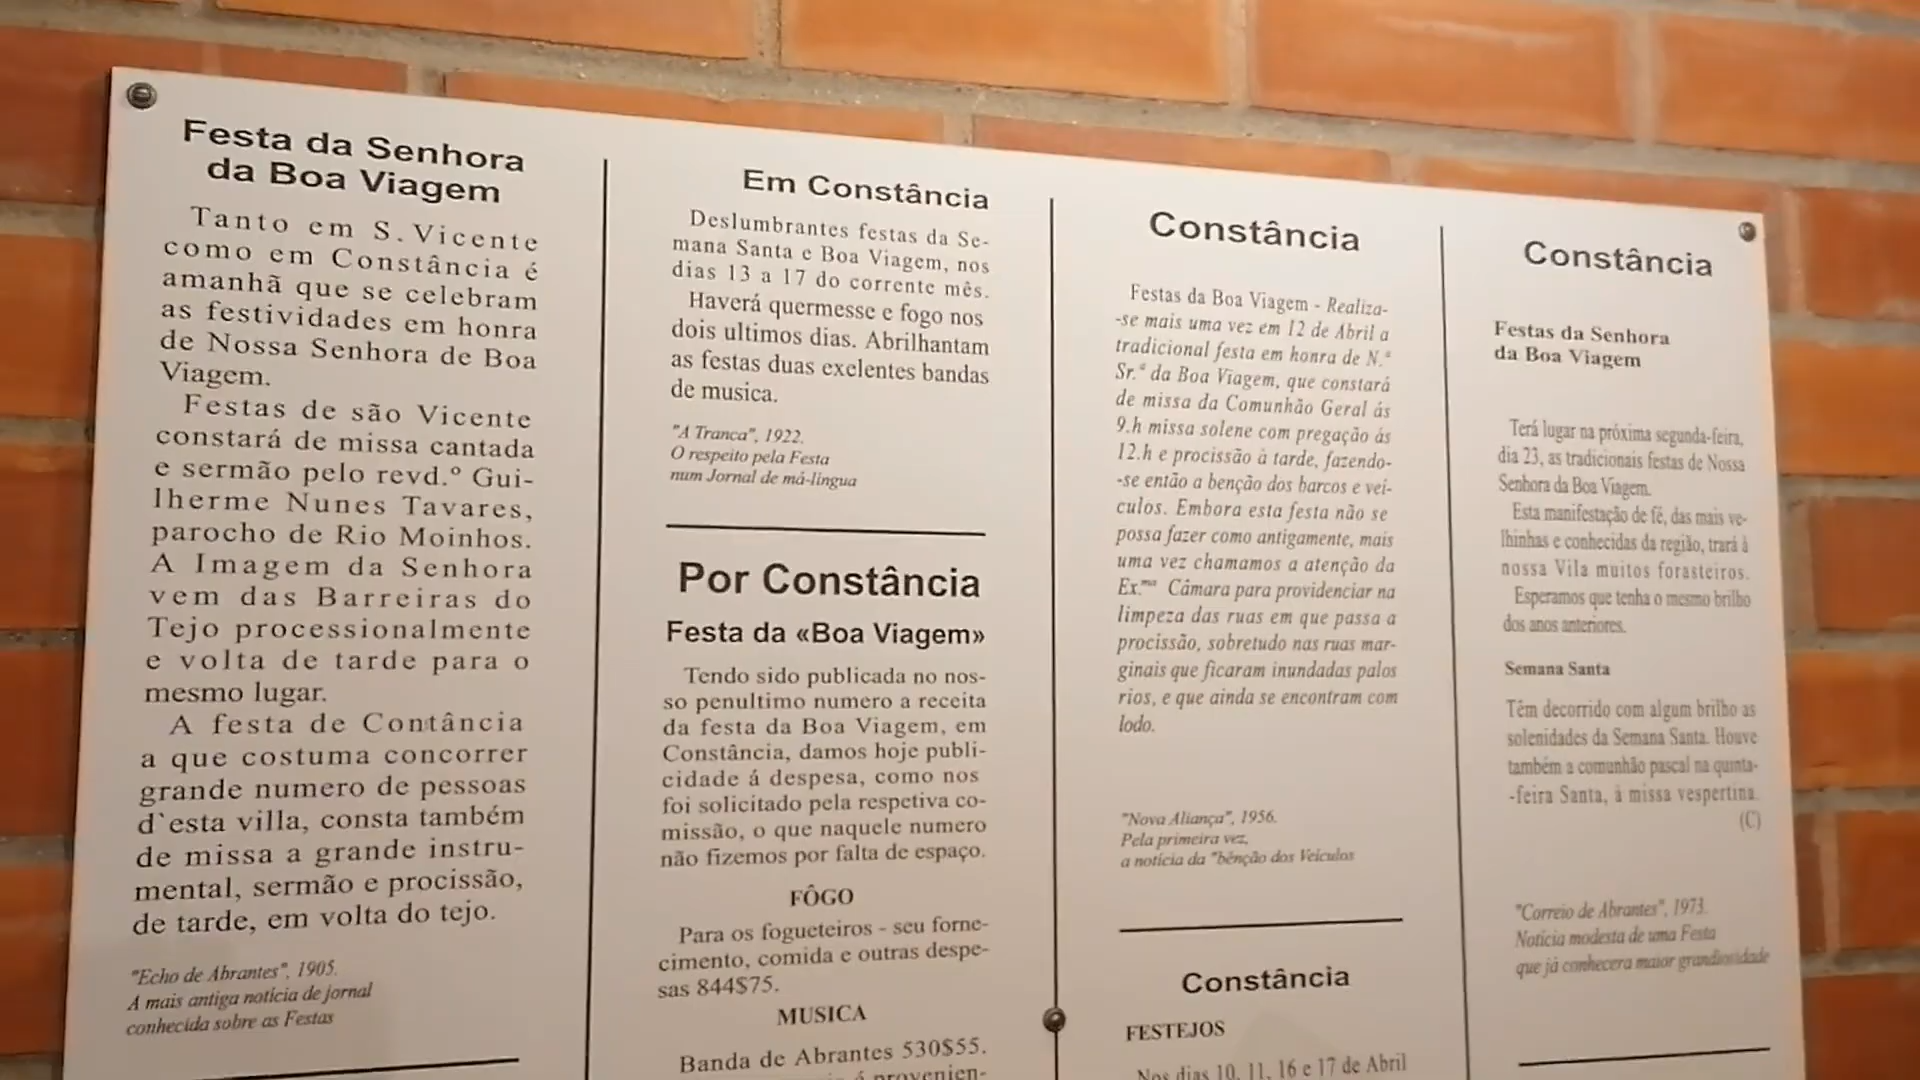 Festa da Senhora
da Boa Viagem
Tanto em S. Vicente
como em Constância é
amanhã que se celebram
as festividades em honra
de Nossa Senhora de Boa
Viagem.
Festas de são Vicente
constará de missa cantada
e sermão pelo revd.º Gui-
lherme Nunes Tavares,
parocho de Rio Moinhos.
A Imagem da Senhora
vem das Barreiras do
Tejo processionalmente
e volta de tarde para o
mesmo lugar.
A festa de Contância
a que costuma concorrer
grande numero de pessoas
d`esta villa, consta também
de missa a grande instru-
mental, sermão e procissão,
de tarde, em volta do tejo.
"Echo de Abrantes", 1905.
A mais antiga notícia de jornal
conhecida sobre as Festas
Em Constância
Deslumbrantes festas da Se-
mana Santa e Boa Viagem, nos
dias 13 a 17 do corrente mês.
Haverá quermesse e fogo nos
dois ultimos dias. Abrilhantam
as festas duas exelentes bandas
de musica.
"A Tranca", 1922.
O respeito pela Festa
num Jornal de má-língua
Por Constância
Festa da «Boa Viagem»
Tendo sido publicada no nos-
so penultimo numero a receita
da festa da Boa Viagem, em
Constância, damos hoje publi-
cidade á despesa, como nos
foi solicitado pela respetiva co-
missão, o que naquele numero
não fizemos por falta de espaço.
FÔGO
Para os fogueteiros - seu forne-
cimento, comida e outras despe-
sas 844$75.
MUSICA
Banda de Abrantes 530$55.
Constância
Festas da Boa Viagem - Realiza-
-se mais uma vez em 12 de Abril a
tradicional festa em honra de N.ª
Sr.ª da Boa Viagem, que constará
de missa da Comunhão Geral ás
9.h missa solene com pregação ás
12.h e procissão à tarde, fazendo-
-se então a benção dos barcos e veí-
culos. Embora esta festa não se
possa fazer como antigamente, mais
uma vez chamamos a atenção da
Ex.ma Câmara para providenciar na
limpeza das ruas em que passa a
procissão, sobretudo nas ruas mar-
ginais que ficaram inundadas palos
rios, e que ainda se encontram com
lodo.
"Nova Aliança", 1956.
Pela primeira vez,
a notícia da "bênção dos Veículos
Constância
FESTEJOS
Nos dias 10, 11, 16 e 17 de Abril
Constância
Festas da Senhora
da Boa Viagem
Terá lugar na próxima segunda-feira,
dia 23, as tradicionais festas de Nossa
Senhora da Boa Viagem.
Esta manifestação de fé, das mais ve-
lhinhas e conhecidas da região, trará à
nossa Vila muitos forasteiros.
Esperamos que tenha o mesmo brilho
dos anos anteriores.
Semana Santa
Têm decorrido com algum brilho as
solenidades da Semana Santa. Houve
também a comunhão pascal na quinta-
-feira Santa, à missa vespertina.
(C)
"Correio de Abrantes", 1973.
Notícia modesta de uma Festa
que já conhecera maior grandiosidade